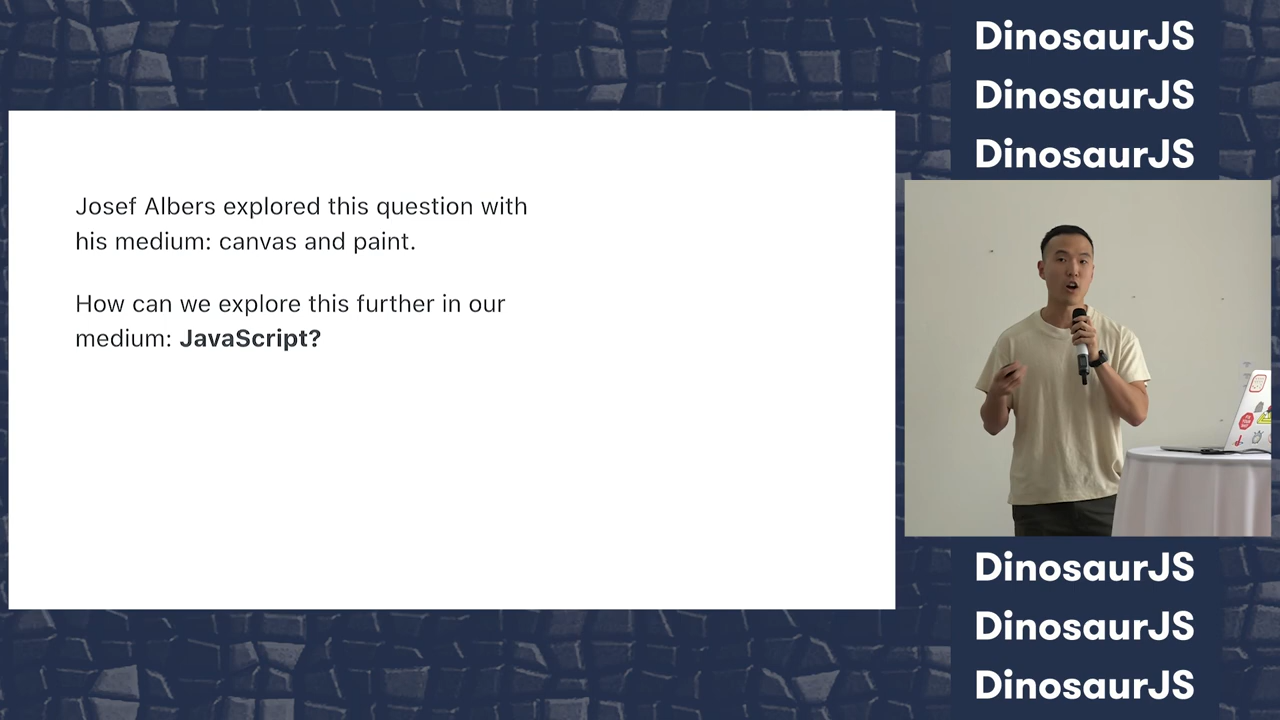 DinosaurJS
DinosaurJS
DinosaurJS
Josef Albers explored this question with
his medium: canvas and paint.
How can we explore this further in our
medium: JavaScript?
DinosaurJS
DinosaurJS
DinosaurJS